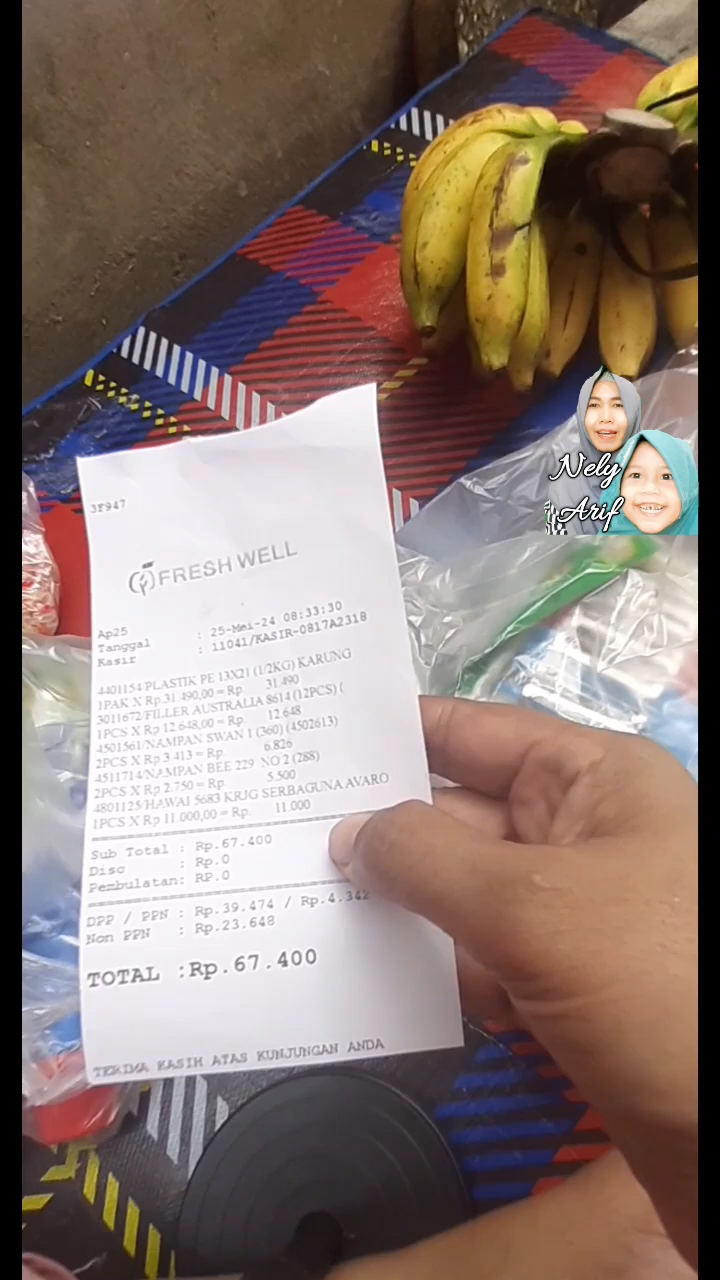 Nely
Arif
3F947
FRESH WELL
Ap25
Tanggal : 25-Mei-24 08:33:30
Kasir : 11041/KASIR-0817A2318
4401154/PLASTIK PE 13X21 (1/2KG) KARUNG
1PAK X Rp.31.490,00 = Rp. 31.490
3011672/FILLER AUSTRALIA 8614 (12PCS) (
1PCS X Rp 12.648,00 = Rp. 12.648
4501561/NAMPAN SWAN 1 (360) (4502613)
2PCS X Rp 3.413 = Rp. 6.826
4511714/NAMPAN BEE 229 NO 2 (288)
2PCS X Rp 2.750 = Rp. 5.500
4801125/HAWAI 5683 KRJG SERBAGUNA AVARO
1PCS X Rp 11.000,00 = Rp. 11.000
Sub Total : Rp.67.400
Disc : Rp.0
Pembulatan: RP.0
DPP / PPN : Rp.39.474 / Rp.4.342
Non PPN : Rp.23.648
TOTAL :Rp.67.400
TERIMA KASIH ATAS KUNJUNGAN ANDA